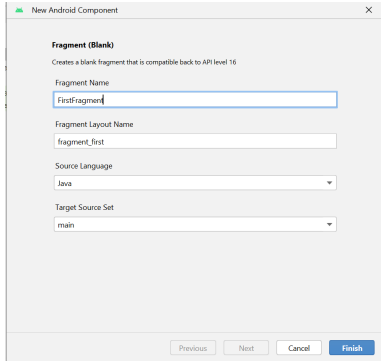 New Android Component
Fragment (Blank)
Creates a blank fragment that is compatible back to API level 16
Fragment Name
FirstFragment
Fragment Layout Name
fragment_first
Source Language
Java
Target Source Set
main
Previous Next Cancel Finish